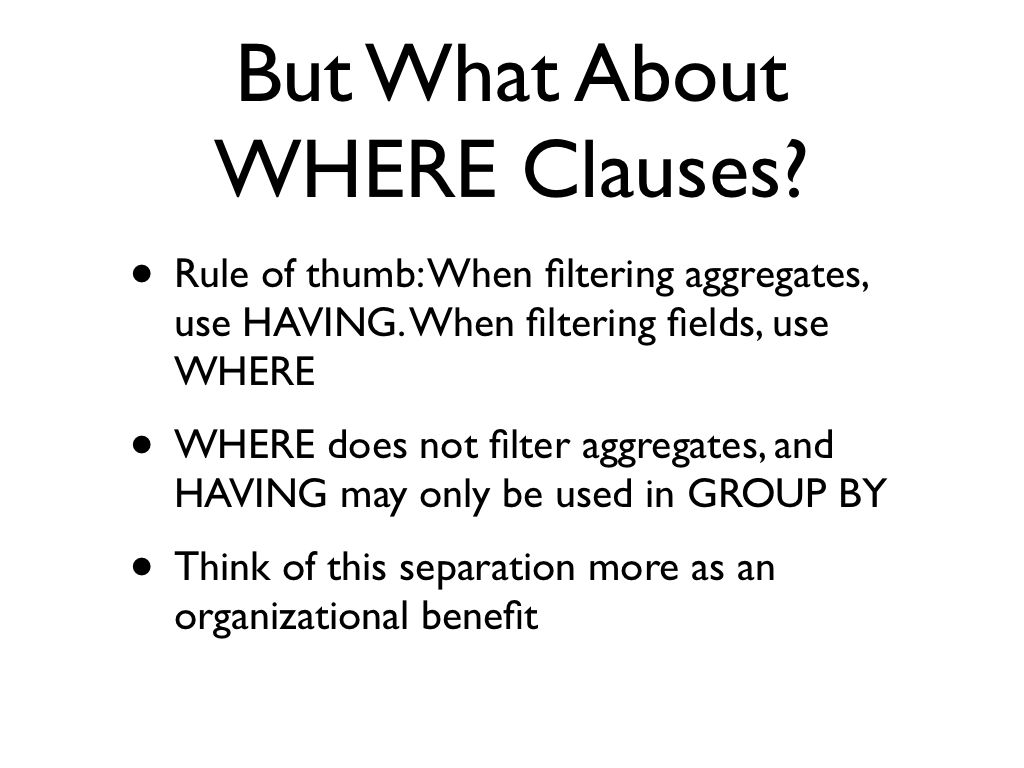 But What About
WHERE Clauses?
• Rule of thumb: When filtering aggregates,
use HAVING. When filtering fields, use
WHERE
• WHERE does not filter aggregates, and
HAVING may only be used in GROUP BY
• Think of this separation more as an
organizational benefit